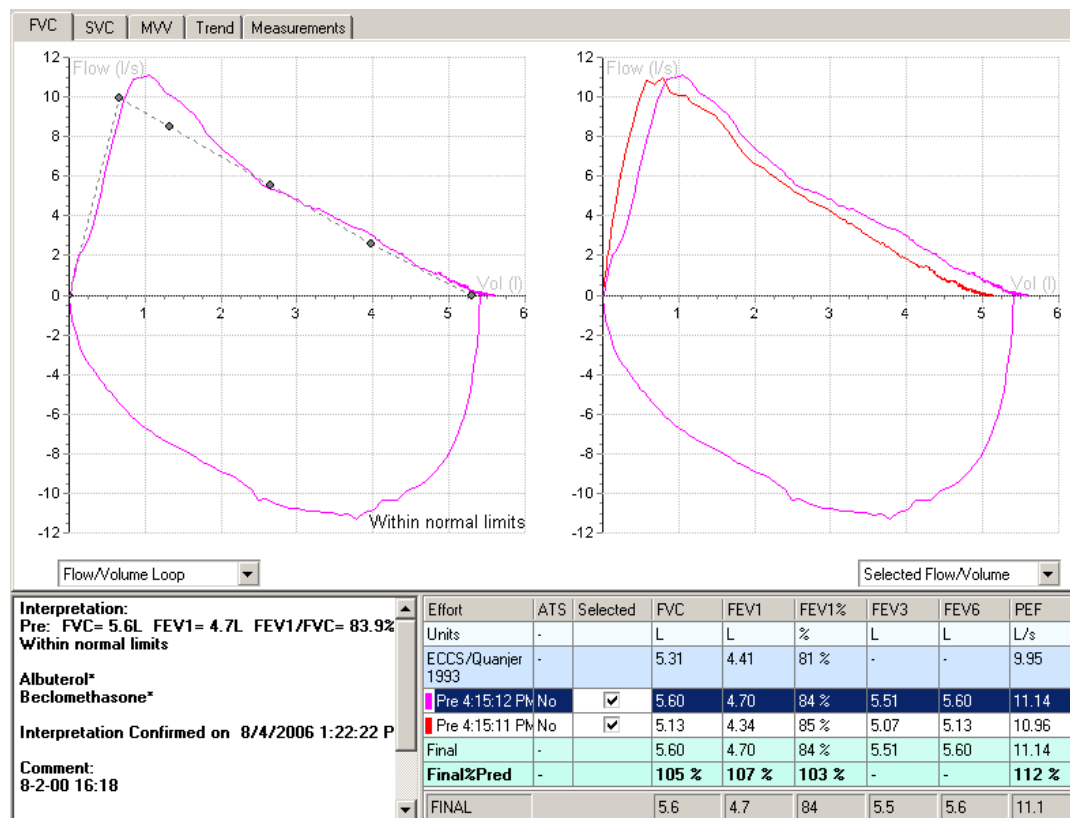 FVC SVC MVV Trend Measurements
12 Flow (l/s)
10
8
6
4
2
0 Vol (l)
1 2 3 4 5 6
-2
-4
-6
-8
-10
-12
Within normal limits
12 Flow (l/s)
10
8
6
4
2
0 Vol (l)
1 2 3 4 5 6
-2
-4
-6
-8
-10
-12
Flow/Volume Loop
Selected Flow/Volume
Interpretation:
Pre: FVC= 5.6L FEV1= 4.7L FEV1/FVC= 83.9%
Within normal limits
Albuterol*
Beclomethasone*
Interpretation Confirmed on 8/4/2006 1:22:22 P
Comment:
8-2-00 16:18
Effort ATS Selected FVC FEV1 FEV1% FEV3 FEV6 PEF
Units - L L % L L L/s
ECCS/Quanjer 1993 - 5.31 4.41 81 % - - 9.95
Pre 4:15:12 PM No 5.60 4.70 84 % 5.51 5.60 11.14
Pre 4:15:11 PM No 5.13 4.34 85 % 5.07 5.13 10.96
Final - 5.60 4.70 84 % 5.51 5.60 11.14
Final%Pred - 105 % 107 % 103 % - - 112 %
FINAL 5.6 4.7 84 5.5 5.6 11.1